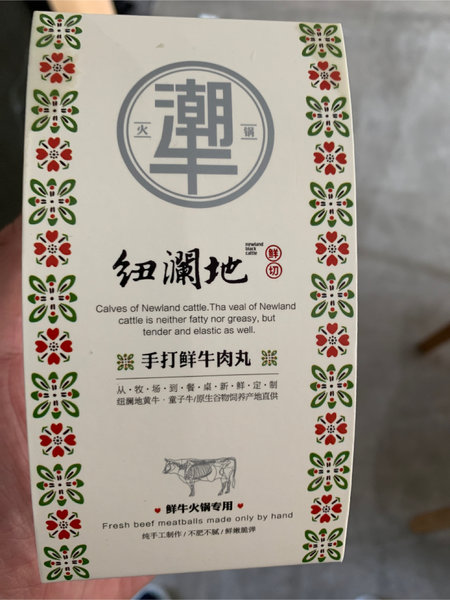 潮牛
火 锅
纽澜地
newland
black
cattle
鲜切
Calves of Newland cattle.Tha veal of Newland
cattle is neither fatty nor greasy, but
tender and elastic as well.
手打鲜牛肉丸
从·牧·场·到·餐·桌·新·鲜·定·制
纽澜地黄牛·童子牛/原生谷物饲养产地直供
鲜牛火锅专用
Fresh beef meatballs made only by hand
纯手工制作/不肥不腻/鲜嫩脆弹